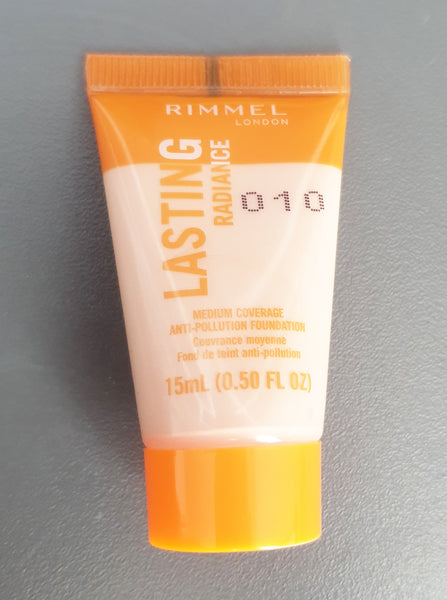 RIMMEL
LONDON
LASTING
RADIANCE
010
MEDIUM COVERAGE
ANTI-POLLUTION FOUNDATION
Couvrance moyenne
Fond de teint anti-pollution
15mL (0.50 FL OZ)